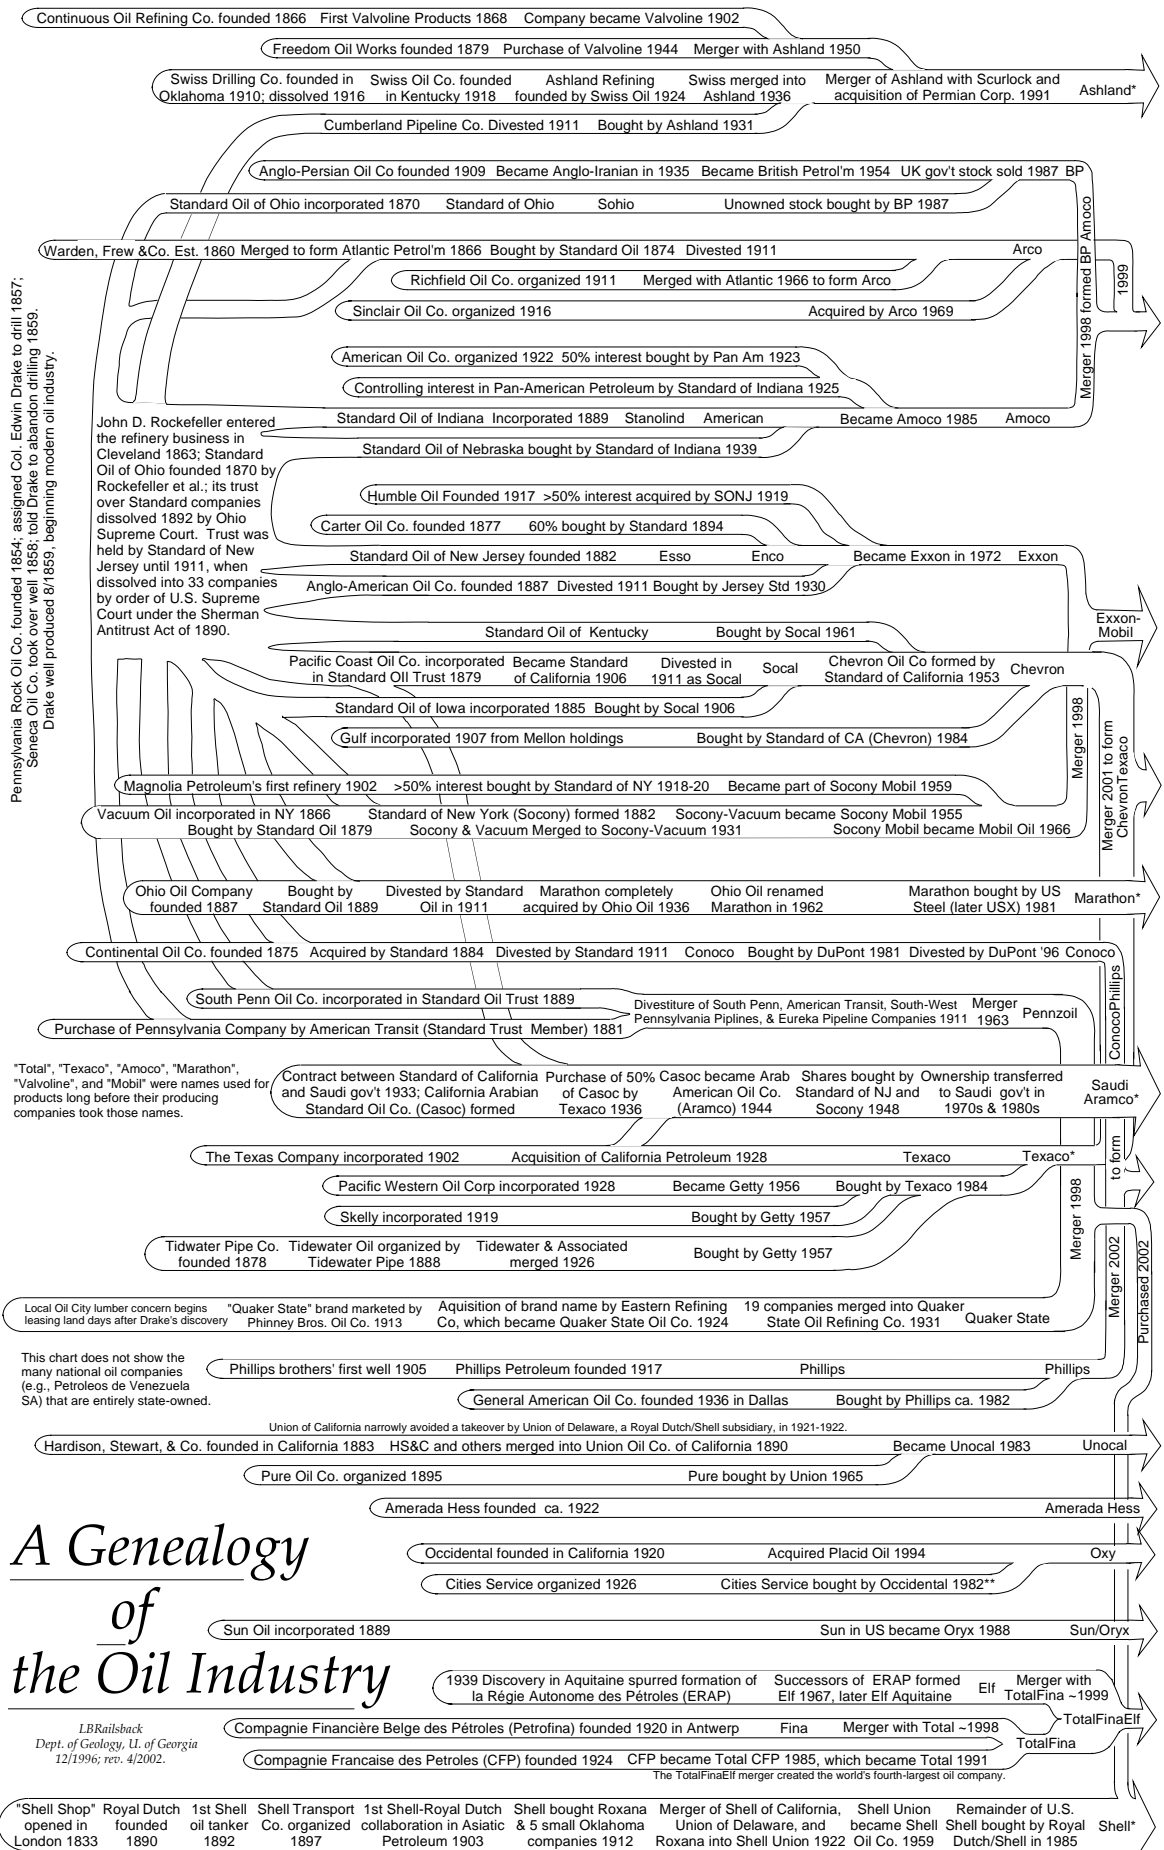 Continuous Oil Refining Co. founded 1866 First Valvoline Products 1868 Company became Valvoline 1902
Freedom Oil Works founded 1879 Purchase of Valvoline 1944 Merger with Ashland 1950
Swiss Drilling Co. founded in Oklahoma 1910; dissolved 1916 Swiss Oil Co. founded in Kentucky 1918 Ashland Refining founded by Swiss Oil 1924 Swiss merged into Ashland 1936 Merger of Ashland with Scurlock and acquisition of Permian Corp. 1991 Ashland*
Cumberland Pipeline Co. Divested 1911 Bought by Ashland 1931
Anglo-Persian Oil Co founded 1909 Became Anglo-Iranian in 1935 Became British Petrol'm 1954 UK gov't stock sold 1987 BP
Standard Oil of Ohio incorporated 1870 Standard of Ohio Sohio Unowned stock bought by BP 1987
Warden, Frew &Co. Est. 1860 Merged to form Atlantic Petrol'm 1866 Bought by Standard Oil 1874 Divested 1911 Arco
Richfield Oil Co. organized 1911 Merged with Atlantic 1966 to form Arco
Sinclair Oil Co. organized 1916 Acquired by Arco 1969
Merger 1998 formed BP Amoco
1999
American Oil Co. organized 1922 50% interest bought by Pan Am 1923
Controlling interest in Pan-American Petroleum by Standard of Indiana 1925
Standard Oil of Indiana Incorporated 1889 Stanolind American Became Amoco 1985 Amoco
Standard Oil of Nebraska bought by Standard of Indiana 1939
Pennsylvania Rock Oil Co. founded 1854; assigned Col. Edwin Drake to drill 1857;
Seneca Oil Co. took over well 1858; told Drake to abandon drilling 1859.
Drake well produced 8/1859, beginning modern oil industry.
John D. Rockefeller entered
the refinery business in
Cleveland 1863; Standard
Oil of Ohio founded 1870 by
Rockefeller et al.; its trust
over Standard companies
dissolved 1892 by Ohio
Supreme Court. Trust was
held by Standard of New
Jersey until 1911, when
dissolved into 33 companies
by order of U.S. Supreme
Court under the Sherman
Antitrust Act of 1890.
Humble Oil Founded 1917 >50% interest acquired by SONJ 1919
Carter Oil Co. founded 1877 60% bought by Standard 1894
Standard Oil of New Jersey founded 1882 Esso Enco Became Exxon in 1972 Exxon
Anglo-American Oil Co. founded 1887 Divested 1911 Bought by Jersey Std 1930
Exxon-
Mobil
Standard Oil of Kentucky Bought by Socal 1961
Pacific Coast Oil Co. incorporated in Standard OIl Trust 1879 Became Standard of California 1906 Divested in 1911 as Socal Socal Chevron Oil Co formed by Standard of California 1953 Chevron
Standard Oil of Iowa incorporated 1885 Bought by Socal 1906
Gulf incorporated 1907 from Mellon holdings Bought by Standard of CA (Chevron) 1984
Merger 1998
Merger 2001 to form
ChevronTexaco
Magnolia Petroleum's first refinery 1902 >50% interest bought by Standard of NY 1918-20 Became part of Socony Mobil 1959
Vacuum Oil incorporated in NY 1866 Standard of New York (Socony) formed 1882 Socony-Vacuum became Socony Mobil 1955
Bought by Standard Oil 1879 Socony & Vacuum Merged to Socony-Vacuum 1931 Socony Mobil became Mobil Oil 1966
Ohio Oil Company founded 1887 Bought by Standard Oil 1889 Divested by Standard Oil in 1911 Marathon completely acquired by Ohio Oil 1936 Ohio Oil renamed Marathon in 1962 Marathon bought by US Steel (later USX) 1981 Marathon*
Continental Oil Co. founded 1875 Acquired by Standard 1884 Divested by Standard 1911 Conoco Bought by DuPont 1981 Divested by DuPont '96 Conoco
South Penn Oil Co. incorporated in Standard Oil Trust 1889
Purchase of Pennsylvania Company by American Transit (Standard Trust Member) 1881
Divestiture of South Penn, American Transit, South-West
Pennsylvania Piplines, & Eureka Pipeline Companies 1911
Merger
1963
Pennzoil
ConocoPhillips
"Total", "Texaco", "Amoco", "Marathon",
"Valvoline", and "Mobil" were names used for
products long before their producing
companies took those names.
Contract between Standard of California and Saudi gov't 1933; California Arabian Standard Oil Co. (Casoc) formed Purchase of 50% of Casoc by Texaco 1936 Casoc became Arab American Oil Co. (Aramco) 1944 Shares bought by Standard of NJ and Socony 1948 Ownership transferred to Saudi gov't in 1970s & 1980s Saudi Aramco*
The Texas Company incorporated 1902 Acquisition of California Petroleum 1928 Texaco Texaco*
to form
Pacific Western Oil Corp incorporated 1928 Became Getty 1956 Bought by Texaco 1984
Skelly incorporated 1919 Bought by Getty 1957
Tidwater Pipe Co. founded 1878 Tidewater Oil organized by Tidewater Pipe 1888 Tidewater & Associated merged 1926 Bought by Getty 1957
Merger 1998
Merger 2002
Purchased 2002
Local Oil City lumber concern begins leasing land days after Drake's discovery "Quaker State" brand marketed by Phinney Bros. Oil Co. 1913 Aquisition of brand name by Eastern Refining Co, which became Quaker State Oil Co. 1924 19 companies merged into Quaker State Oil Refining Co. 1931 Quaker State
This chart does not show the
many national oil companies
(e.g., Petroleos de Venezuela
SA) that are entirely state-owned.
Phillips brothers' first well 1905 Phillips Petroleum founded 1917 Phillips Phillips
General American Oil Co. founded 1936 in Dallas Bought by Phillips ca. 1982
Union of California narrowly avoided a takeover by Union of Delaware, a Royal Dutch/Shell subsidiary, in 1921-1922.
Hardison, Stewart, & Co. founded in California 1883 HS&C and others merged into Union Oil Co. of California 1890 Became Unocal 1983 Unocal
Pure Oil Co. organized 1895 Pure bought by Union 1965
Amerada Hess founded ca. 1922 Amerada Hess
Occidental founded in California 1920 Acquired Placid Oil 1994 Oxy
Cities Service organized 1926 Cities Service bought by Occidental 1982**
Sun Oil incorporated 1889 Sun in US became Oryx 1988 Sun/Oryx
A Genealogy
of
the Oil Industry
LBRailsback
Dept. of Geology, U. of Georgia
12/1996; rev. 4/2002.
1939 Discovery in Aquitaine spurred formation of la Régie Autonome des Pétroles (ERAP) Successors of ERAP formed Elf 1967, later Elf Aquitaine Elf Merger with TotalFina ~1999
TotalFinaElf
Compagnie Financière Belge des Pétroles (Petrofina) founded 1920 in Antwerp Fina Merger with Total ~1998
TotalFina
Compagnie Francaise des Petroles (CFP) founded 1924 CFP became Total CFP 1985, which became Total 1991
The TotalFinaElf merger created the world's fourth-largest oil company.
"Shell Shop" opened in London 1833 Royal Dutch founded 1890 1st Shell oil tanker 1892 Shell Transport Co. organized 1897 1st Shell-Royal Dutch collaboration in Asiatic Petroleum 1903 Shell bought Roxana & 5 small Oklahoma companies 1912 Merger of Shell of California, Union of Delaware, and Roxana into Shell Union 1922 Shell Union became Shell Oil Co. 1959 Remainder of U.S. Shell bought by Royal Dutch/Shell in 1985 Shell*